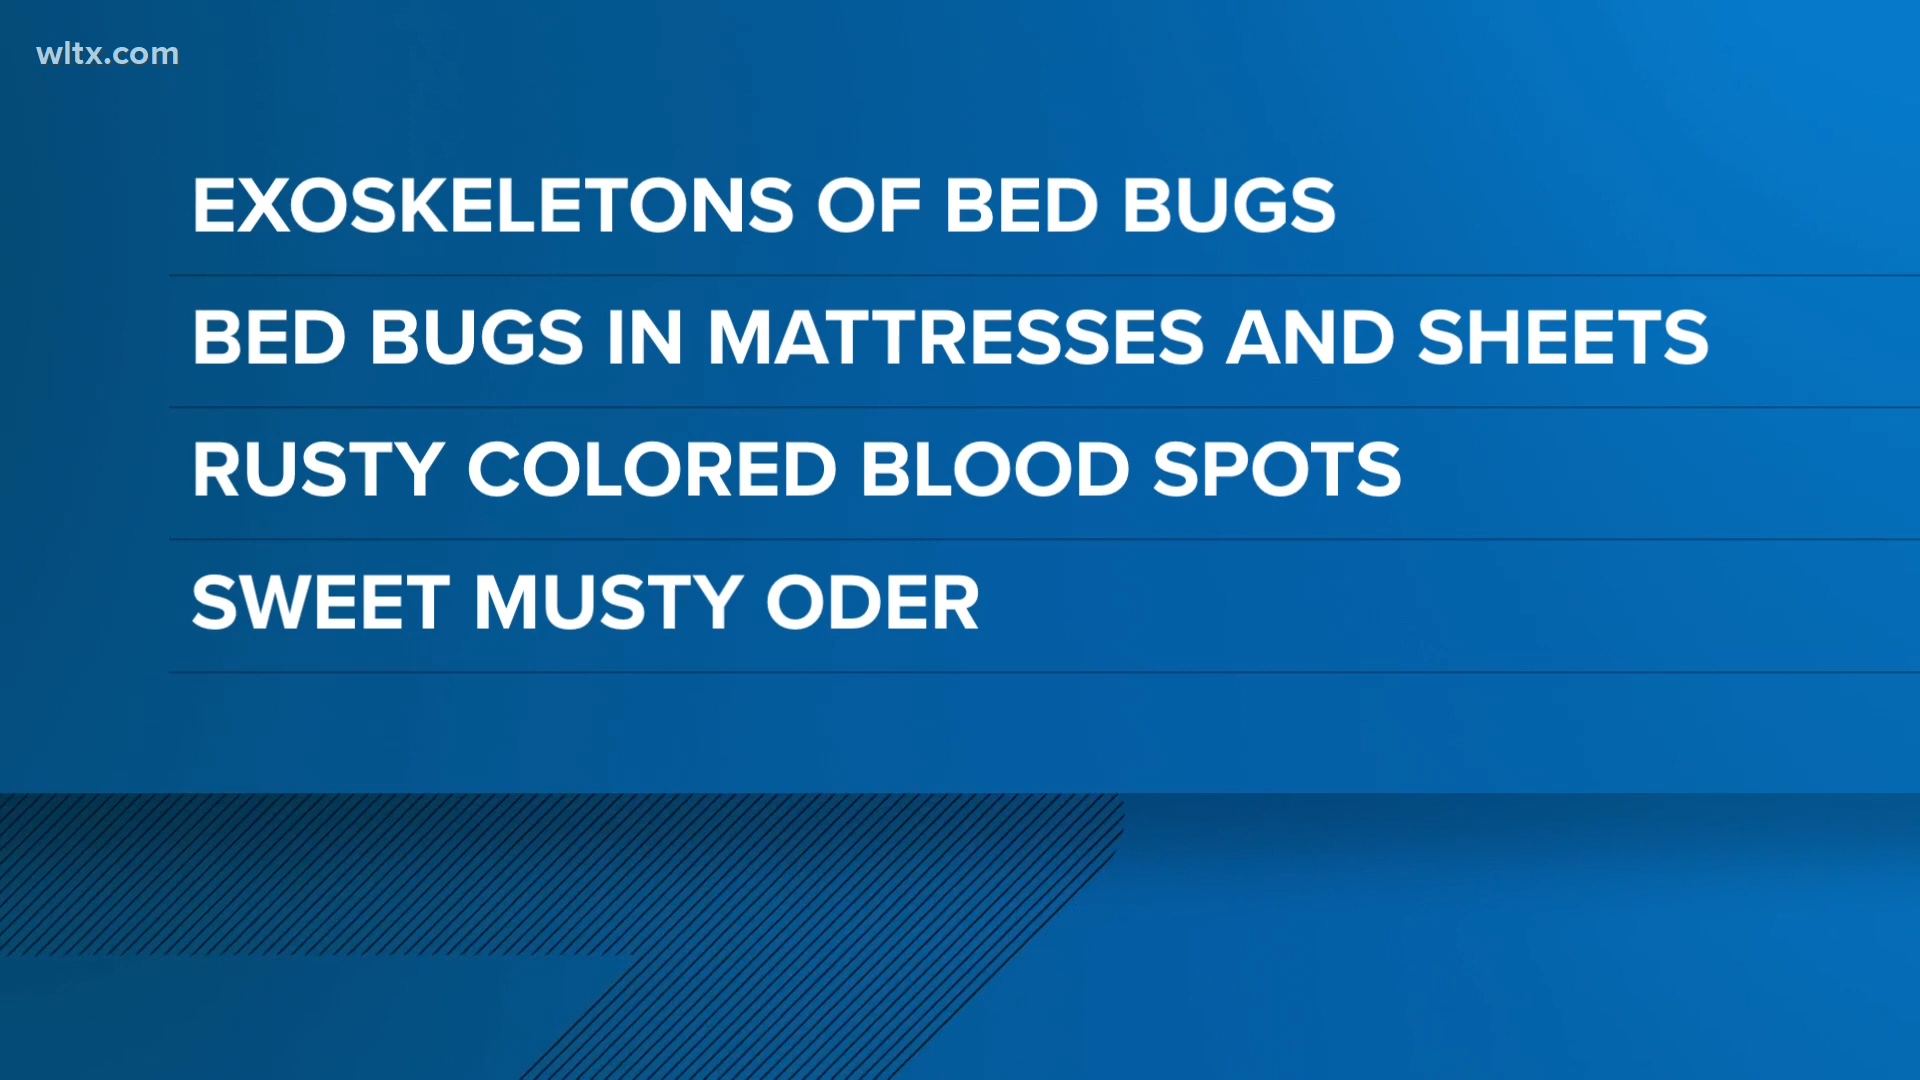 wltx.com
EXOSKELETONS OF BED BUGS
BED BUGS IN MATTRESSES AND SHEETS
RUSTY COLORED BLOOD SPOTS
SWEET MUSTY ODER